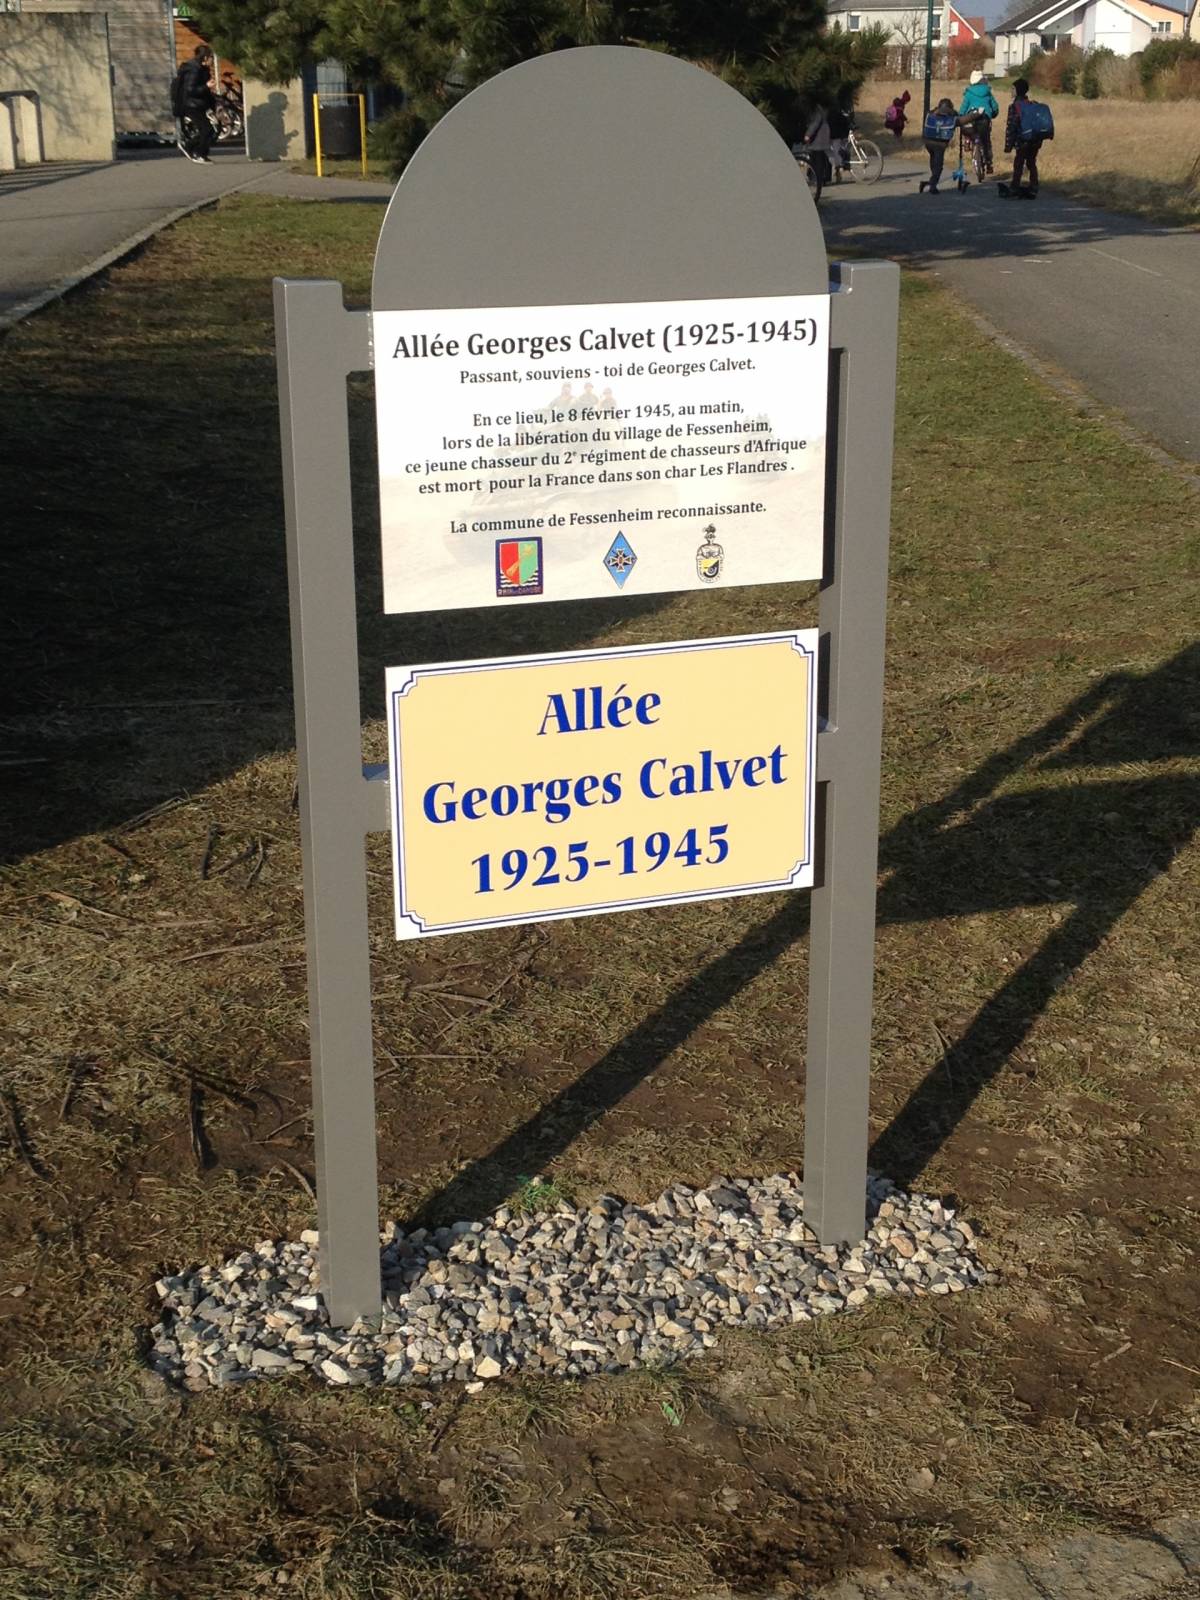 Allée Georges Calvet (1925-1945)
Passant, souviens - toi de Georges Calvet.
En ce lieu, le 8 février 1945, au matin,
lors de la libération du village de Fessenheim,
ce jeune chasseur du 2e régiment de chasseurs d'Afrique
est mort pour la France dans son char Les Flandres .
La commune de Fessenheim reconnaissante.
RHIN et DANUBE
Allée
Georges Calvet
1925-1945